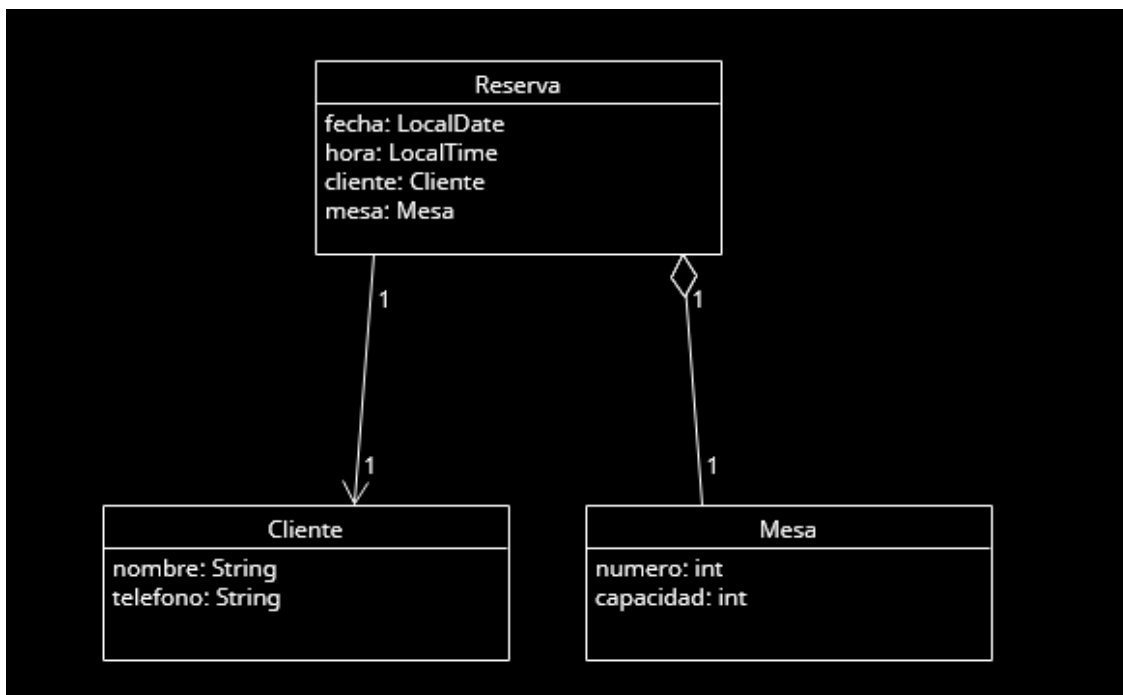 Reserva
fecha: LocalDate
hora: LocalTime
cliente: Cliente
mesa: Mesa
1
1
1
1
Cliente
nombre: String
telefono: String
Mesa
numero: int
capacidad: int